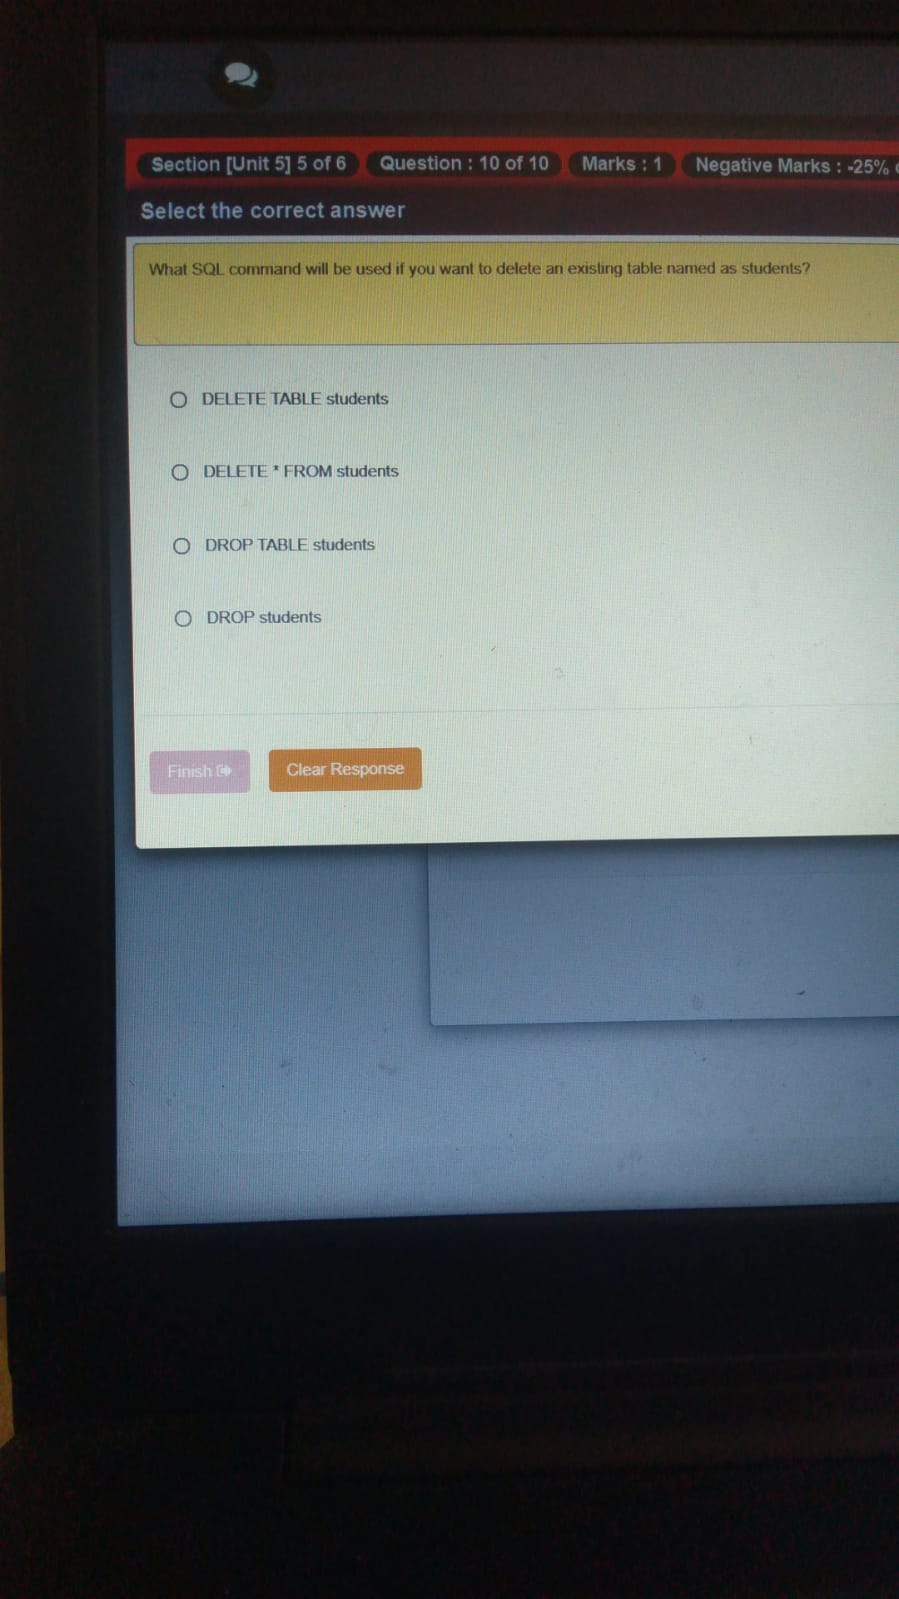 Section [Unit 5] 5 of 6 Question : 10 of 10 Marks : 1 Negative Marks : -25%
Select the correct answer
What SQL command will be used if you want to delete an existing table named as students?
DELETE TABLE students
DELETE * FROM students
DROP TABLE students
DROP students
Finish
Clear Response